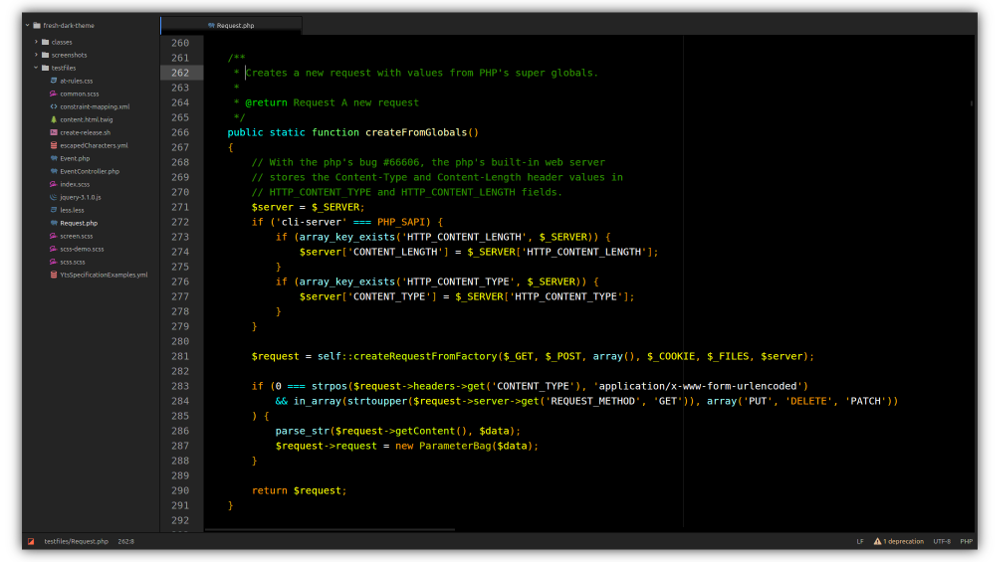 fresh-dark-theme
classes
screenshots
testfiles
at-rules.css
common.scss
constraint-mapping.xml
content.html.twig
create-release.sh
escapedCharacters.yml
Event.php
EventController.php
index.scss
jquery-3.1.0.js
less.less
Request.php
screen.scss
scss-demo.scss
scss.scss
YtsSpecificationExamples.yml
Request.php
260
261 /**
262 * Creates a new request with values from PHP's super globals.
263 *
264 * @return Request A new request
265 */
266 public static function createFromGlobals()
267 {
268 // With the php's bug #66606, the php's built-in web server
269 // stores the Content-Type and Content-Length header values in
270 // HTTP_CONTENT_TYPE and HTTP_CONTENT_LENGTH fields.
271 $server = $_SERVER;
272 if ('cli-server' === PHP_SAPI) {
273 if (array_key_exists('HTTP_CONTENT_LENGTH', $_SERVER)) {
274 $server['CONTENT_LENGTH'] = $_SERVER['HTTP_CONTENT_LENGTH'];
275 }
276 if (array_key_exists('HTTP_CONTENT_TYPE', $_SERVER)) {
277 $server['CONTENT_TYPE'] = $_SERVER['HTTP_CONTENT_TYPE'];
278 }
279 }
280
281 $request = self::createRequestFromFactory($_GET, $_POST, array(), $_COOKIE, $_FILES, $server);
282
283 if (0 === strpos($request->headers->get('CONTENT_TYPE'), 'application/x-www-form-urlencoded')
284 && in_array(strtoupper($request->server->get('REQUEST_METHOD', 'GET')), array('PUT', 'DELETE', 'PATCH'))
285 ) {
286 parse_str($request->getContent(), $data);
287 $request->request = new ParameterBag($data);
288 }
289
290 return $request;
291 }
292
testfiles/Request.php 262:8 LF 1 deprecation UTF-8 PHP